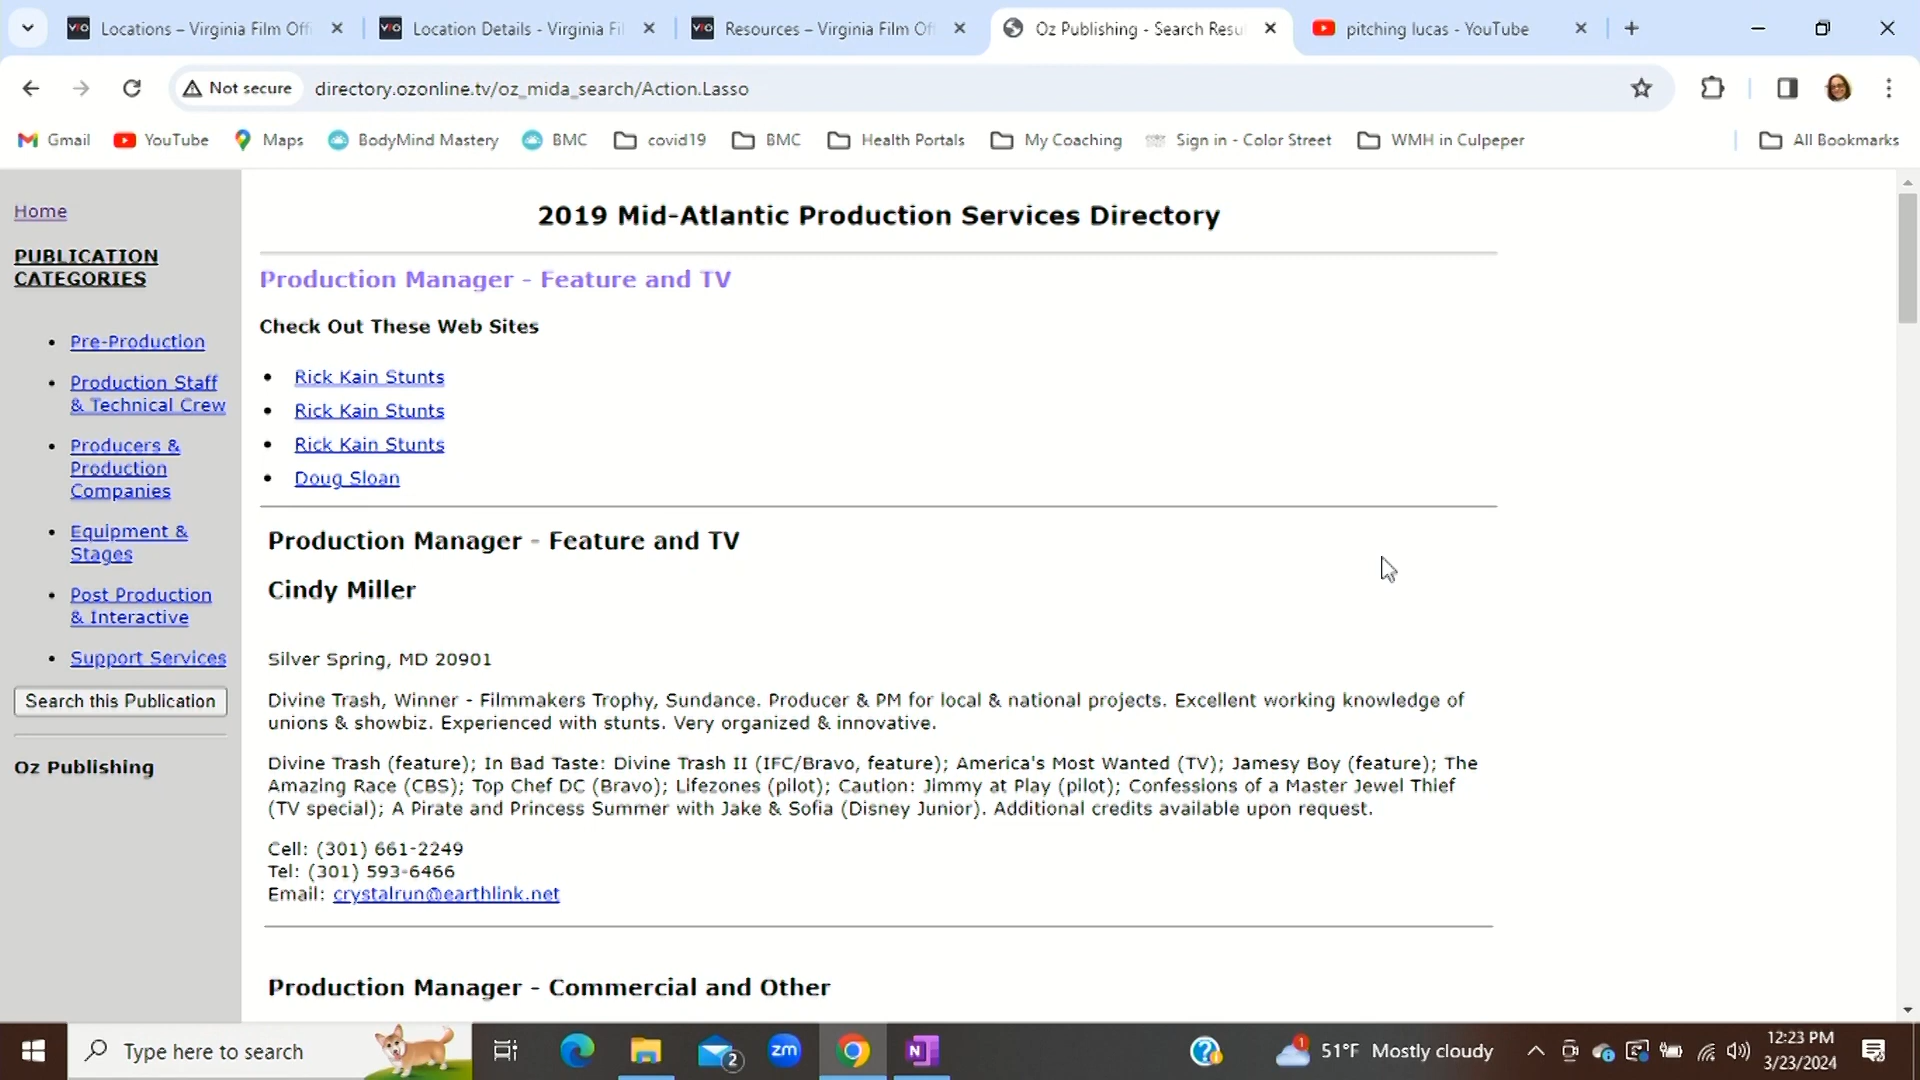 Locations – Virginia Film Offi
Location Details - Virginia Fil
Resources – Virginia Film Offi
Oz Publishing - Search Resul
pitching lucas - YouTube
Not secure
directory.ozonline.tv/oz_mida_search/Action.Lasso
Gmail
YouTube
Maps
BodyMind Mastery
BMC
covid19
BMC
Health Portals
My Coaching
Sign in - Color Street
WMH in Culpeper
All Bookmarks
Home
PUBLICATION
CATEGORIES
Pre-Production
Production Staff
& Technical Crew
Producers &
Production
Companies
Equipment &
Stages
Post Production
& Interactive
Support Services
Search this Publication
Oz Publishing
2019 Mid-Atlantic Production Services Directory
Production Manager - Feature and TV
Check Out These Web Sites
Rick Kain Stunts
Rick Kain Stunts
Rick Kain Stunts
Doug Sloan
Production Manager - Feature and TV
Cindy Miller
Silver Spring, MD 20901
Divine Trash, Winner - Filmmakers Trophy, Sundance. Producer & PM for local & national projects. Excellent working knowledge of
unions & showbiz. Experienced with stunts. Very organized & innovative.
Divine Trash (feature); In Bad Taste: Divine Trash II (IFC/Bravo, feature); America's Most Wanted (TV); Jamesy Boy (feature); The
Amazing Race (CBS); Top Chef DC (Bravo); Lifezones (pilot); Caution: Jimmy at Play (pilot); Confessions of a Master Jewel Thief
(TV special); A Pirate and Princess Summer with Jake & Sofia (Disney Junior). Additional credits available upon request.
Cell: (301) 661-2249
Tel: (301) 593-6466
Email: crystalrun@earthlink.net
Production Manager - Commercial and Other
Type here to search
2
zm
N
1
51°F Mostly cloudy
12:23 PM
3/23/2024